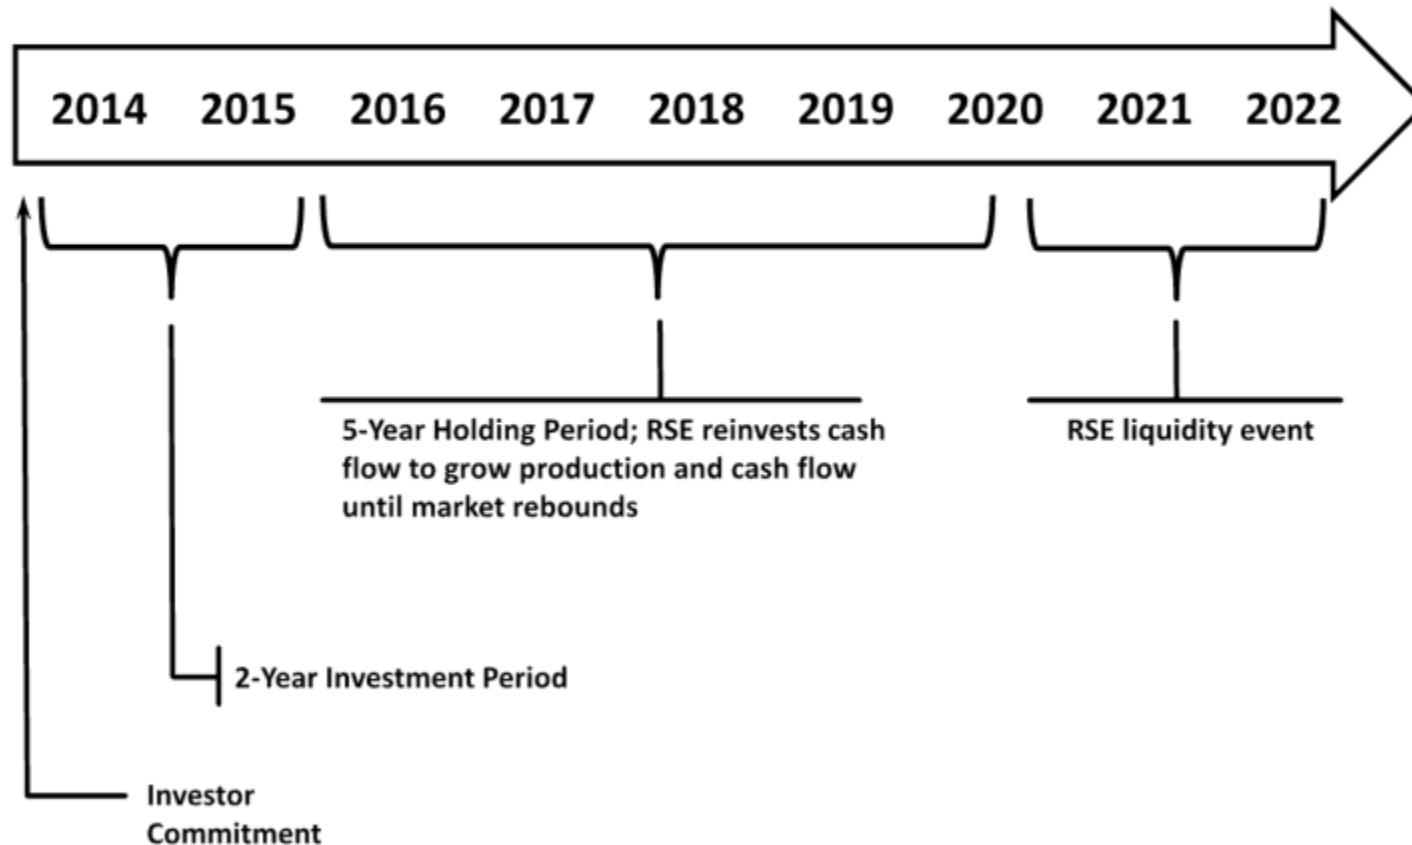 2014 2015 2016 2017 2018 2019 2020 2021 2022
5-Year Holding Period; RSE reinvests cash
flow to grow production and cash flow
until market rebounds
RSE liquidity event
2-Year Investment Period
Investor
Commitment